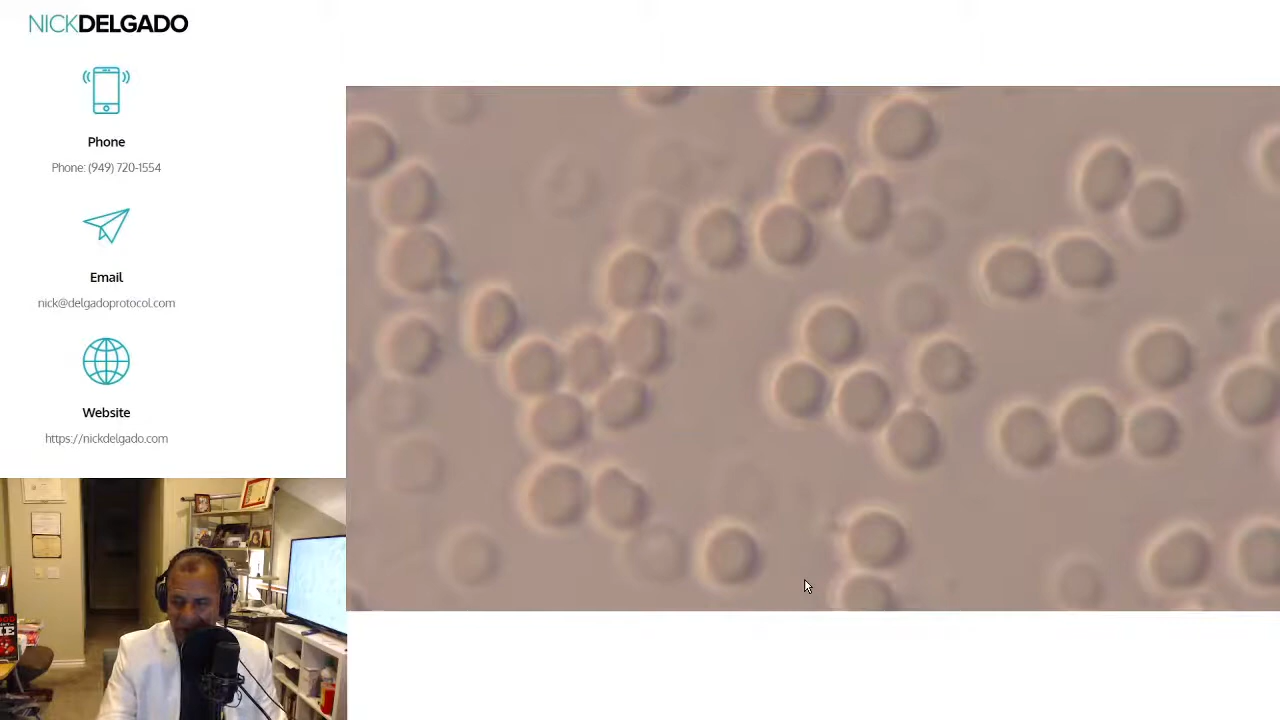 NICKDELGADO
Phone
Phone: (949) 720-1554
Email
nick@delgadoprotocol.com
Website
https://nickdelgado.com